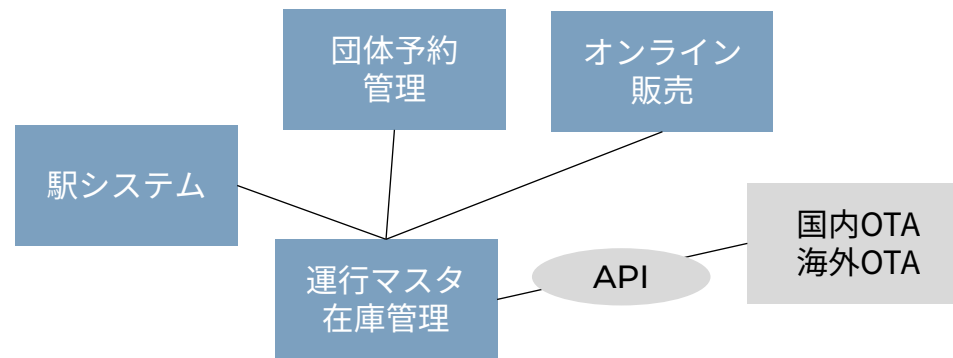 団体予約
管理
オンライン
販売
駅システム
国内OTA
海外OTA
API
運行マスタ
在庫管理